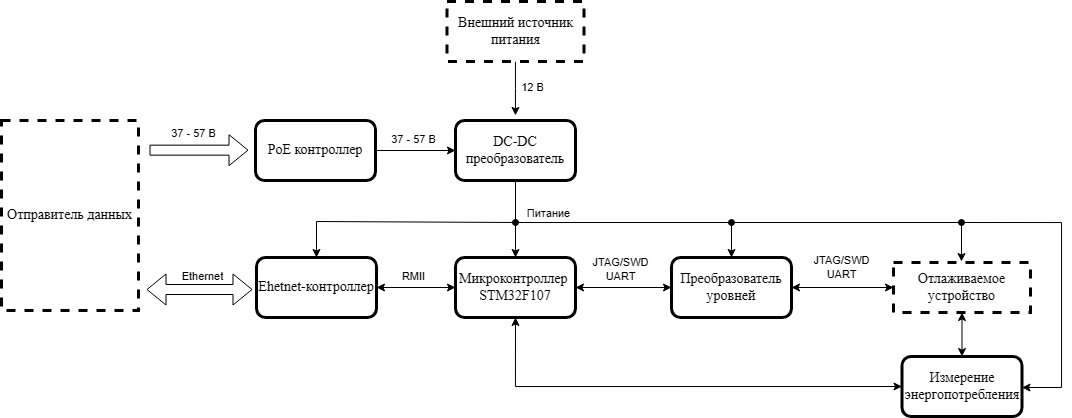 Внешний источник
питания
12 В
37 - 57 В
PoE контроллер
37 - 57 В
DC-DC
преобразователь
Отправитель данных
Питание
Ethernet
Ehetnet-контроллер
RMII
Микроконтроллер
STM32F107
JTAG/SWD
UART
Преобразователь
уровней
JTAG/SWD
UART
Отлаживаемое
устройство
Измерение
энергопотребления